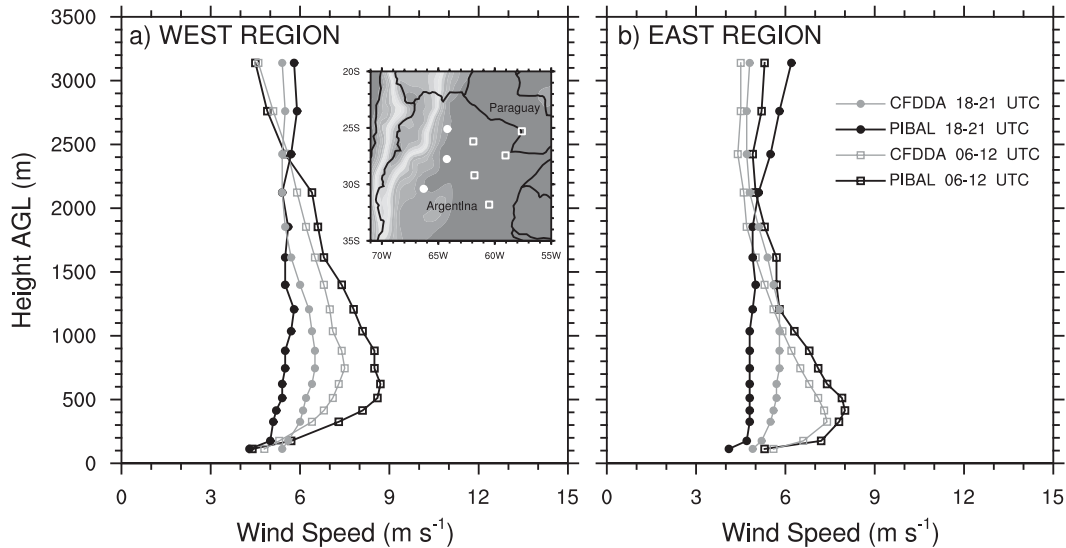 a) WEST REGION
b) EAST REGION
3500
3000
2500
2000
1500
1000
500
0
Height AGL (m)
20S
25S
30S
35S
Paraguay
Argentina
70W 65W 60W 55W
CFDDA 18-21 UTC
PIBAL 18-21 UTC
CFDDA 06-12 UTC
PIBAL 06-12 UTC
0 3 6 9 12 15
0 3 6 9 12 15
Wind Speed (m s⁻¹)
Wind Speed (m s⁻¹)